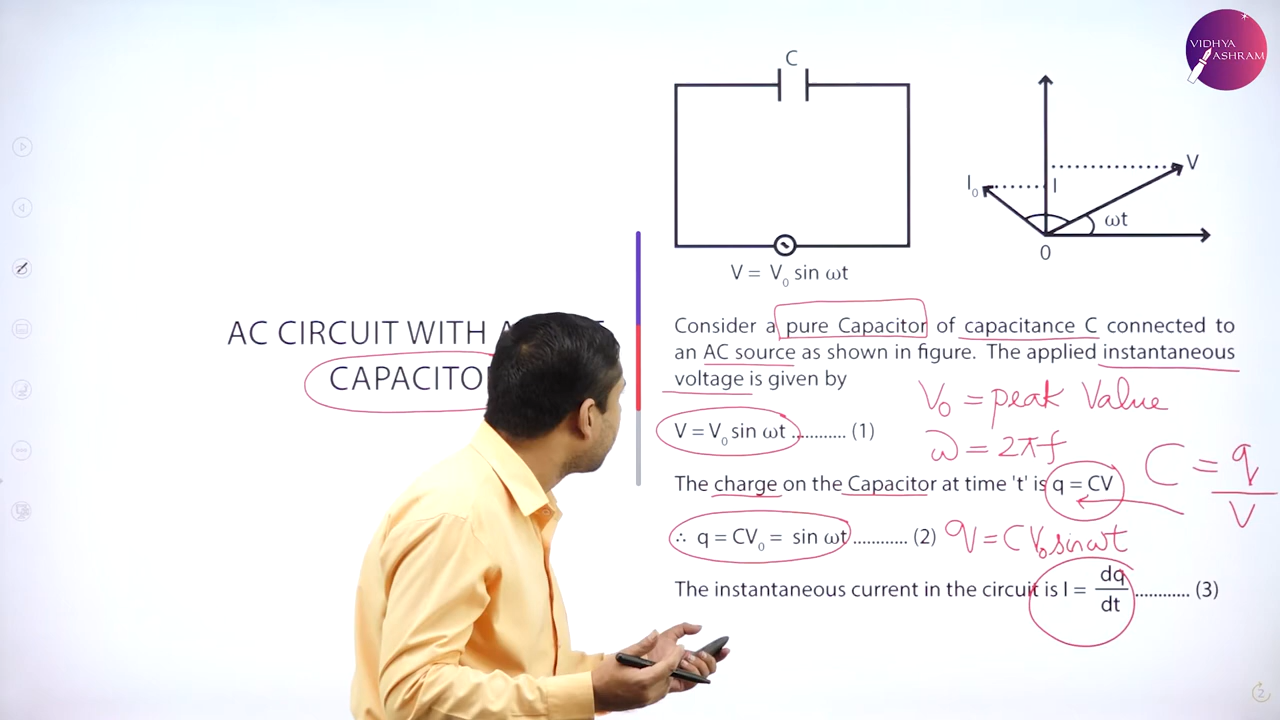 VIDHYA
ASHRAM
C
V
I₀
I
ωt
0
V = V₀ sin ωt
AC CIRCUIT WITH A
CAPACITO
Consider a pure Capacitor of capacitance C connected to
an AC source as shown in figure. The applied instantaneous
voltage is given by
V₀ = peak Value
V = V₀ sin ωt ........... (1)
ω = 2πf
C = q/V
The charge on the Capacitor at time 't' is q = CV
∴ q = CV₀ = sin ωt ........... (2) q = C V₀ sin ωt
The instantaneous current in the circuit is I = dq/dt ........... (3)
2